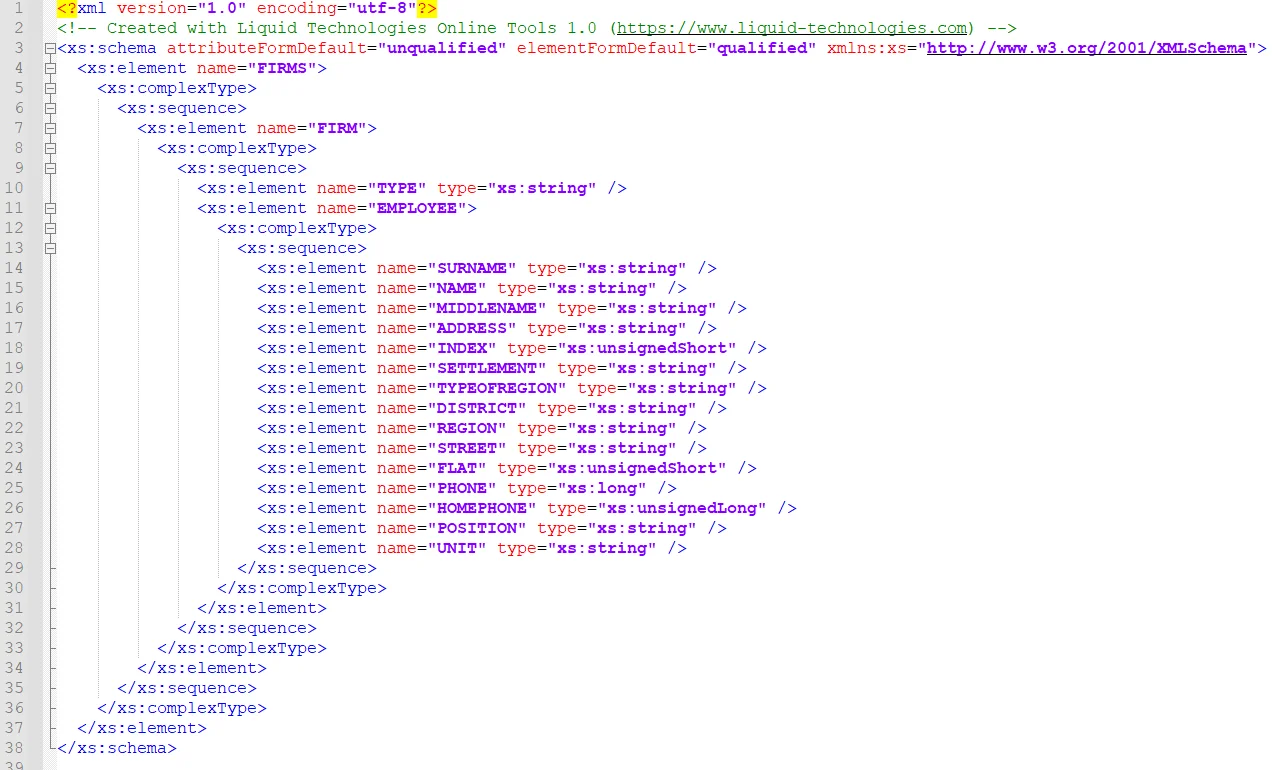 1 <?xml version="1.0" encoding="utf-8"?>
2 <!-- Created with Liquid Technologies Online Tools 1.0 (https://www.liquid-technologies.com) -->
3 <xs:schema attributeFormDefault="unqualified" elementFormDefault="qualified" xmlns:xs="http://www.w3.org/2001/XMLSchema">
4   <xs:element name="FIRMS">
5     <xs:complexType>
6       <xs:sequence>
7         <xs:element name="FIRM">
8           <xs:complexType>
9             <xs:sequence>
10               <xs:element name="TYPE" type="xs:string" />
11               <xs:element name="EMPLOYEE">
12                 <xs:complexType>
13                   <xs:sequence>
14                     <xs:element name="SURNAME" type="xs:string" />
15                     <xs:element name="NAME" type="xs:string" />
16                     <xs:element name="MIDDLENAME" type="xs:string" />
17                     <xs:element name="ADDRESS" type="xs:string" />
18                     <xs:element name="INDEX" type="xs:unsignedShort" />
19                     <xs:element name="SETTLEMENT" type="xs:string" />
20                     <xs:element name="TYPEOFREGION" type="xs:string" />
21                     <xs:element name="DISTRICT" type="xs:string" />
22                     <xs:element name="REGION" type="xs:string" />
23                     <xs:element name="STREET" type="xs:string" />
24                     <xs:element name="FLAT" type="xs:unsignedShort" />
25                     <xs:element name="PHONE" type="xs:long" />
26                     <xs:element name="HOMEPHONE" type="xs:unsignedLong" />
27                     <xs:element name="POSITION" type="xs:string" />
28                     <xs:element name="UNIT" type="xs:string" />
29                   </xs:sequence>
30                 </xs:complexType>
31               </xs:element>
32             </xs:sequence>
33           </xs:complexType>
34         </xs:element>
35       </xs:sequence>
36     </xs:complexType>
37   </xs:element>
38 </xs:schema>
39